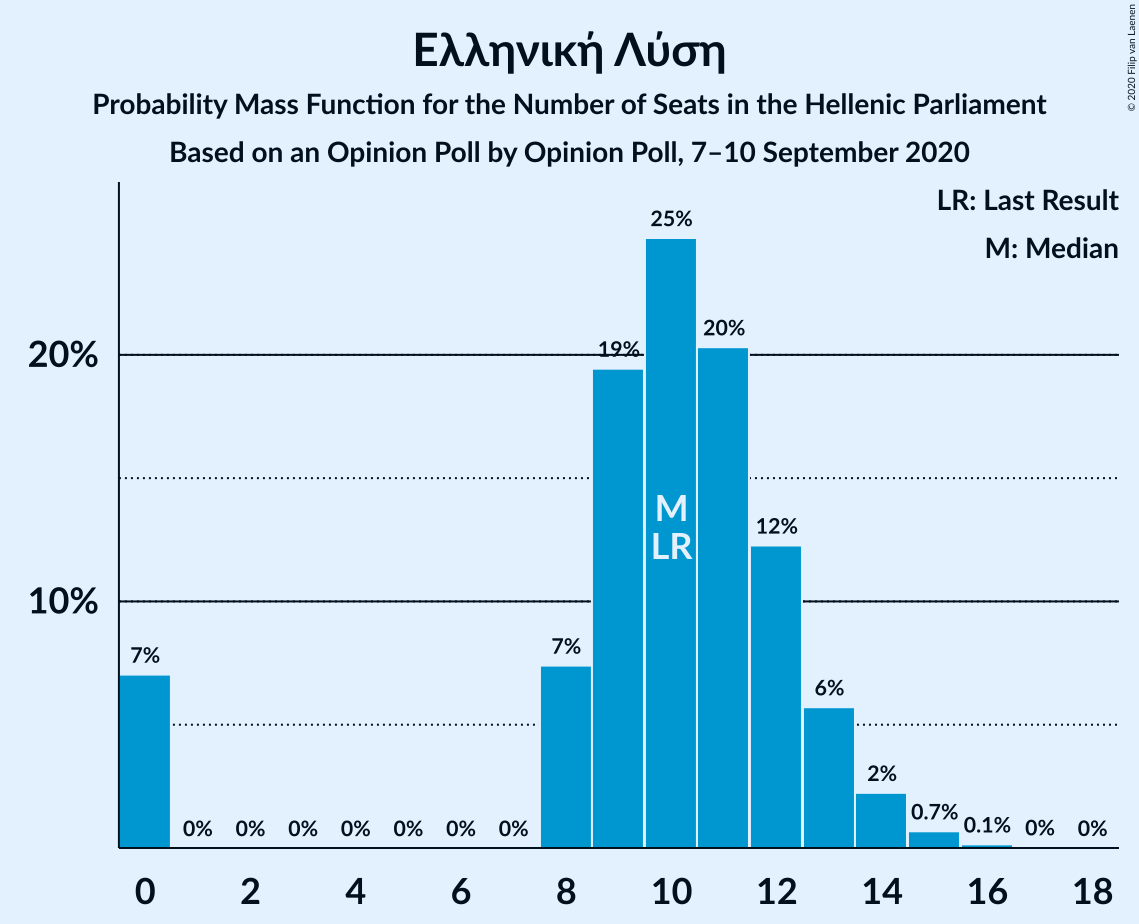 © 2020 Filip van Laenen
Ελληνική Λύση
Probability Mass Function for the Number of Seats in the Hellenic Parliament
Based on an Opinion Poll by Opinion Poll, 7–10 September 2020
LR: Last Result
M: Median
25%
20%
20%
19%
M
LR
12%
10%
7%
7%
6%
2%
0.7%
0.1%
0% 0% 0% 0% 0% 0% 0% 0% 0%
0 2 4 6 8 10 12 14 16 18